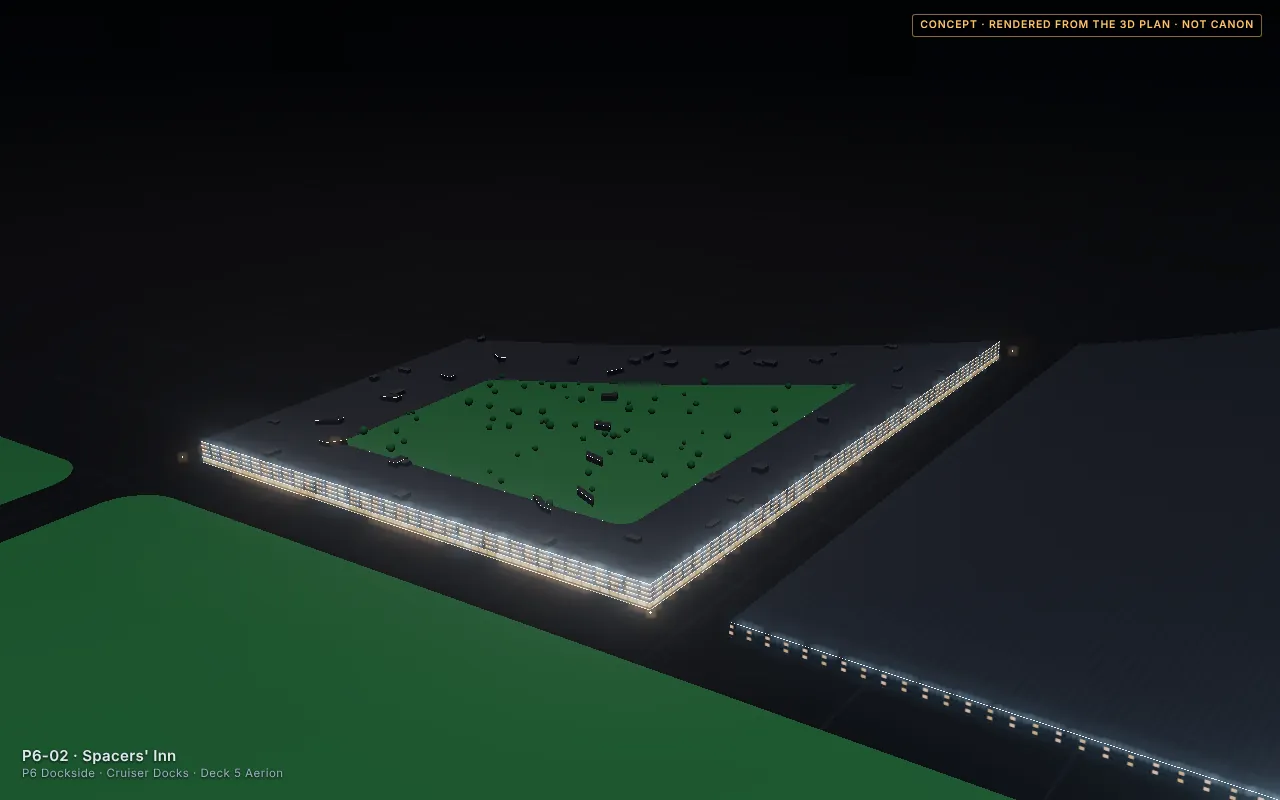 CONCEPT · RENDERED FROM THE 3D PLAN · NOT CANON
P6-02 · Spacers' Inn
P6 Dockside · Cruiser Docks · Deck 5 Aerion